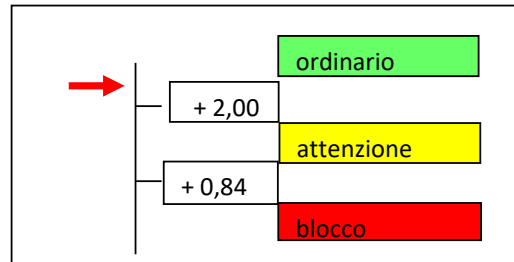 ordinario
+ 2,00
attenzione
+ 0,84
blocco